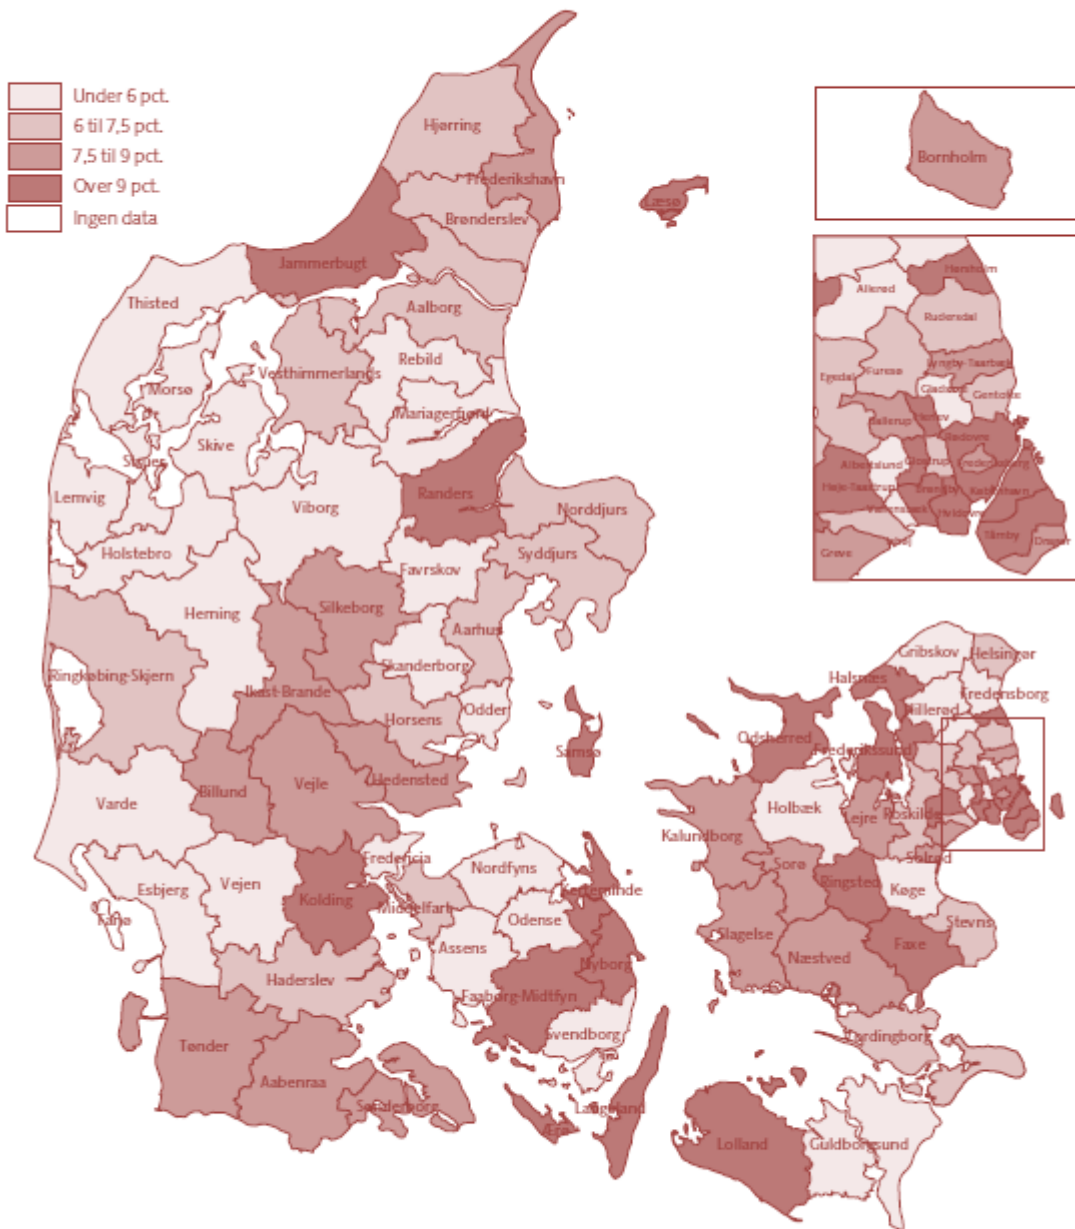 Under 6 pct.
6 til 7,5 pct.
7,5 til 9 pct.
Over 9 pct.
Ingen data
Hjørring
Frederikshavn
Læsø
Brønderslev
Jammerbugt
Thisted
Aalborg
Rebild
Vesthimmerlands
Morsø
Mariagerfjord
Skive
Struer
Lemvig
Viborg
Randers
Norddjurs
Holstebro
Syddjurs
Favrskov
Herning
Silkeborg
Aarhus
Skanderborg
Ringkøbing-Skjern
Ikast-Brande
Odder
Horsens
Samsø
Hedensted
Vejle
Billund
Varde
Fredericia
Vejen
Esbjerg
Kolding
Fanø
Middelfart
Nordfyns
Kerteminde
Odense
Assens
Nyborg
Haderslev
Faaborg-Midtfyn
Svendborg
Tønder
Aabenraa
Sønderborg
Langeland
Ærø
Bornholm
Hørsholm
Allerød
Rudersdal
Lyngby-Taarbæk
Egedal
Furesø
Gladsaxe
Gentofte
Ballerup
Herlev
Rødovre
Albertslund
Glostrup
Frederiksberg
Høje-Taastrup
Brøndby
København
Vallensbæk
Hvidovre
Ishøj
Tårnby
Dragør
Greve
Gribskov
Helsingør
Halsnæs
Fredensborg
Hillerød
Odsherred
Frederikssund
Holbæk
Lejre
Roskilde
Kalundborg
Solrød
Sorø
Ringsted
Køge
Stevns
Slagelse
Næstved
Faxe
Vordingborg
Lolland
Guldborgsund